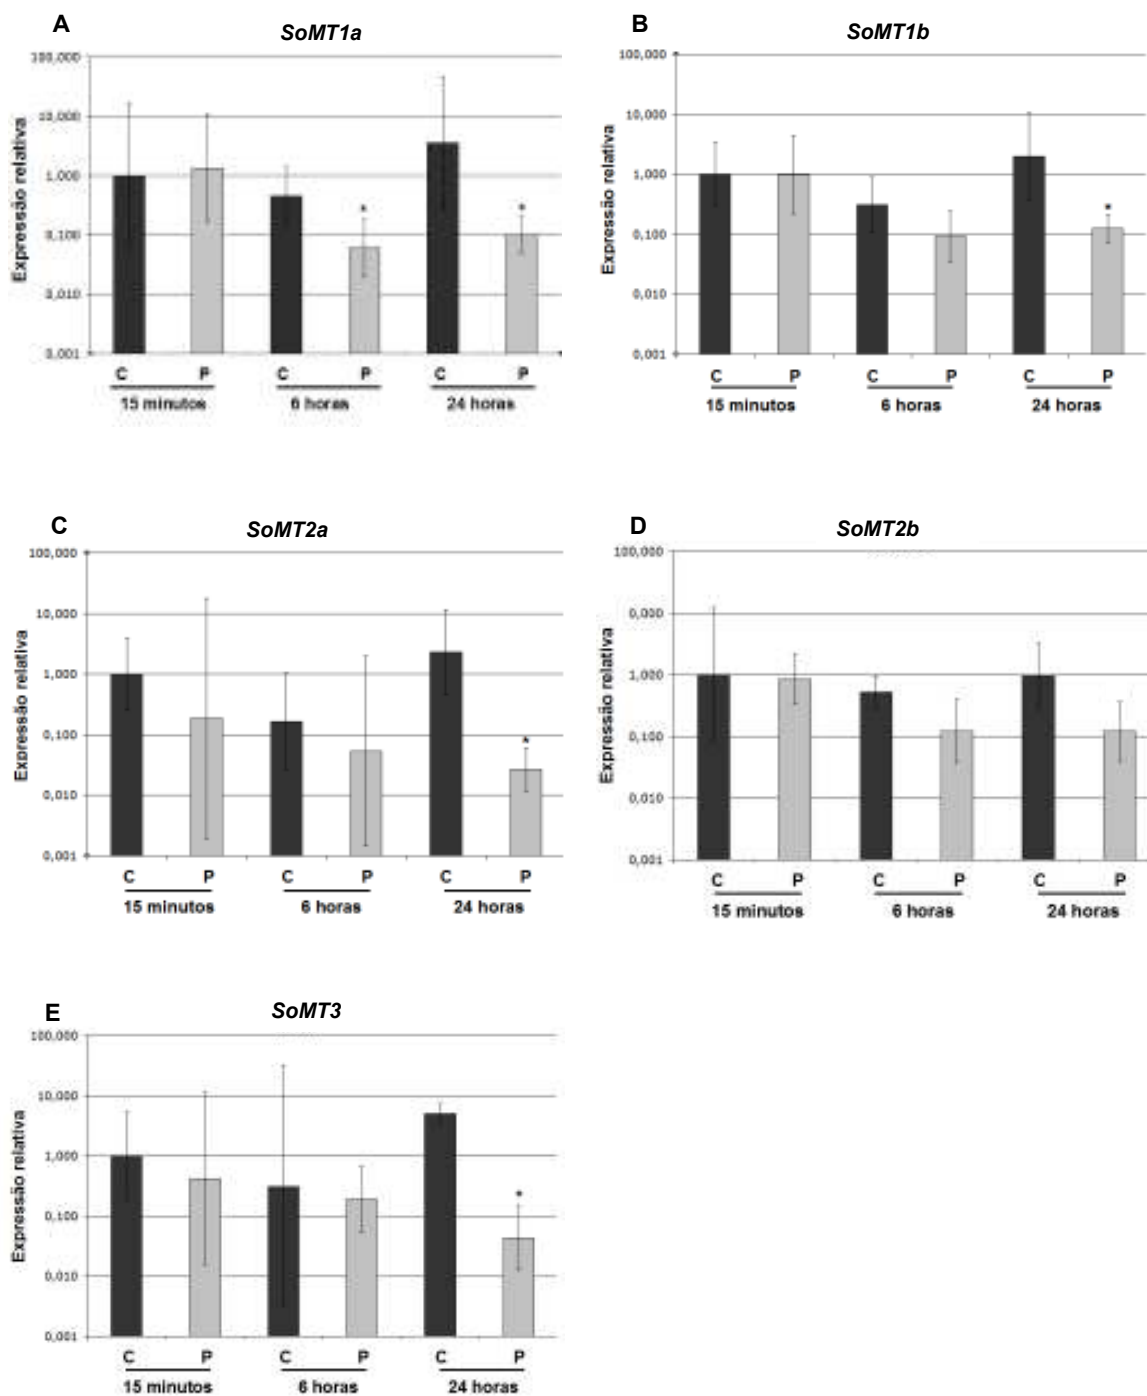 A
SoMT1a
Expressão relativa
100,000
10,000
1,000
0,100
0,010
0,001
C P C P C P
* *
15 minutos 6 horas 24 horas
B
SoMT1b
Expressão relativa
100,000
10,000
1,000
0,100
0,010
0,001
*
C P C P C P
15 minutos 6 horas 24 horas
C
SoMT2a
Expressão relativa
100,000
10,000
1,000
0,100
0,010
0,001
*
C P C P C P
15 minutos 6 horas 24 horas
D
SoMT2b
Expressão relativa
100,000
0,000
1,000
0,100
0,010
0,001
C P C P C P
15 minutos 6 horas 24 horas
E
SoMT3
Expressão relativa
100,000
10,000
1,000
0,100
0,010
0,001
*
C P C P C P
15 minutos 6 horas 24 horas